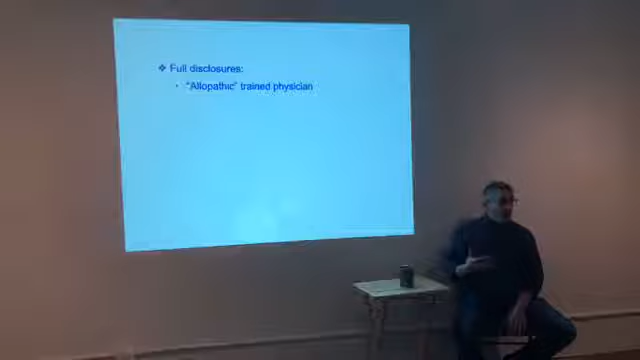 ❖ Full disclosures:
• "Allopathic" trained physician